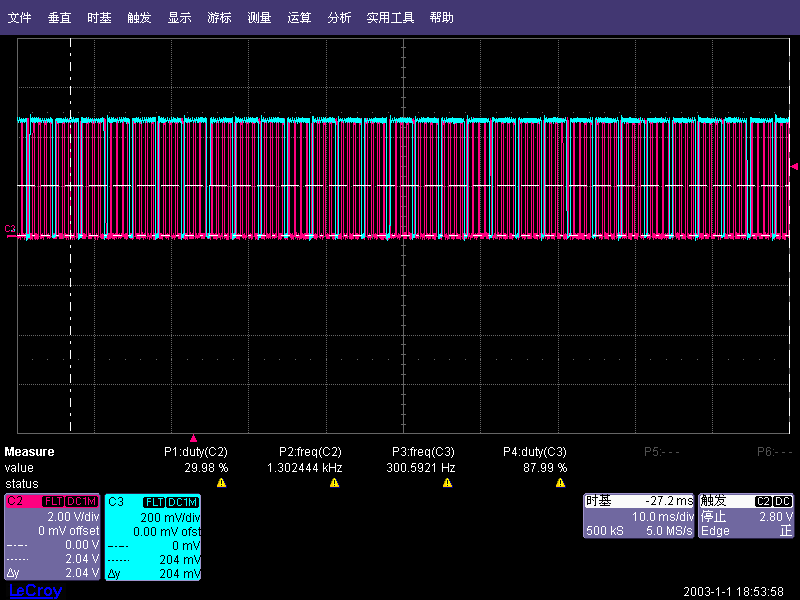 文件 垂直 时基 触发 显示 游标 测量 运算 分析 实用工具 帮助
C3
Measure P1:duty(C2) P2:freq(C2) P3:freq(C3) P4:duty(C3) P5:- - - P6:- - -
value 29.98 % 1.302444 kHz 300.5921 Hz 87.99 %
status
C2 FLT DC1M
2.00 V/div
0 mV offset
0.00 V
2.04 V
Δy 2.04 V
C3 FLT DC1M
200 mV/div
0.00 mV ofst
0 mV
204 mV
Δy 204 mV
时基 -27.2 ms
10.0 ms/div
500 kS 5.0 MS/s
触发 C2 DC
停止 2.80 V
Edge 正
LeCroy
2003-1-1 18:53:58